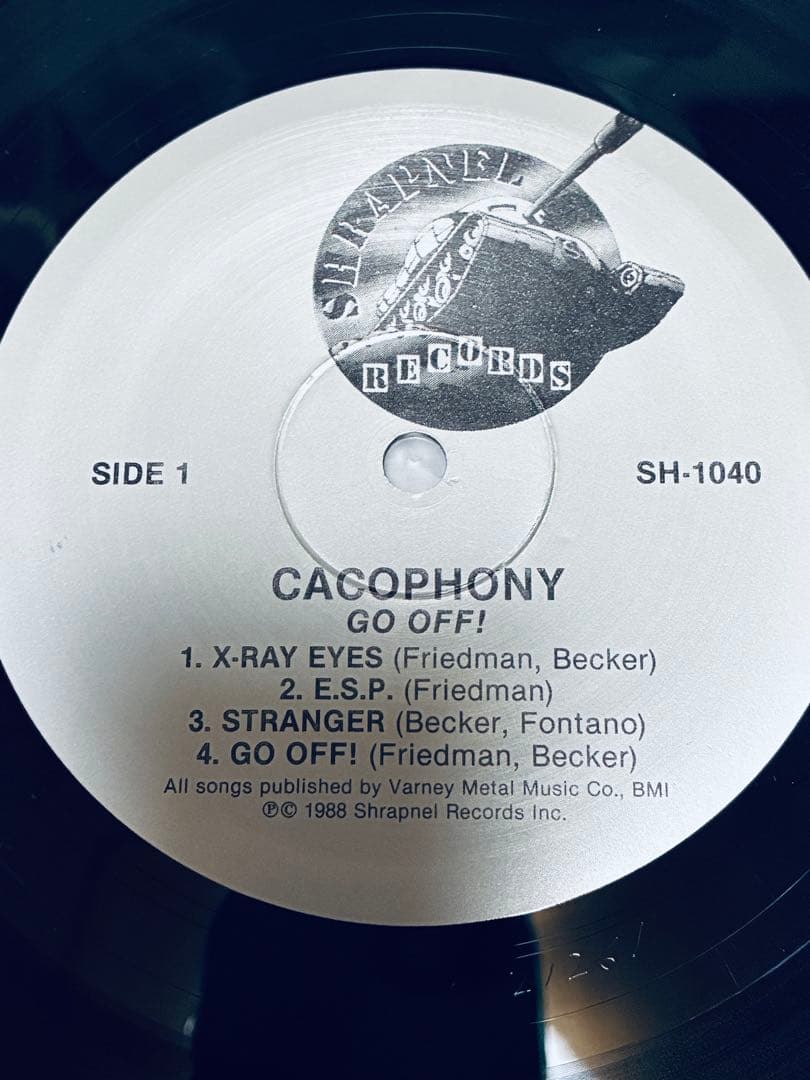 SHRAPNEL
RECORDS
SIDE 1
SH-1040
CACOPHONY
GO OFF!
1. X-RAY EYES (Friedman, Becker)
2. E.S.P. (Friedman)
3. STRANGER (Becker, Fontano)
4. GO OFF! (Friedman, Becker)
All songs published by Varney Metal Music Co., BMI
℗© 1988 Shrapnel Records Inc.